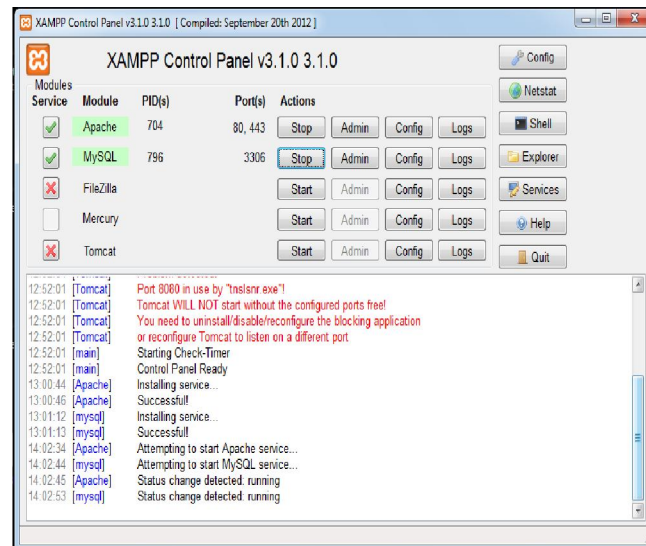 XAMPP Control Panel v3.1.0 3.1.0 [ Compiled: September 20th 2012 ]
XAMPP Control Panel v3.1.0 3.1.0
Config
Modules
Service Module PID(s) Port(s) Actions
Netstat
Apache 704 80, 443 Stop Admin Config Logs
Shell
MySQL 796 3306 Stop Admin Config Logs
Explorer
FileZilla Start Admin Config Logs
Services
Mercury Start Admin Config Logs
Help
Tomcat Start Admin Config Logs
Quit
12:52:01 [Tomcat] Port 8080 in use by "tnslsnr.exe"!
12:52:01 [Tomcat] Tomcat WILL NOT start without the configured ports free!
12:52:01 [Tomcat] You need to uninstall/disable/reconfigure the blocking application
12:52:01 [Tomcat] or reconfigure Tomcat to listen on a different port
12:52:01 [main] Starting Check-Timer
12:52:01 [main] Control Panel Ready
13:00:44 [Apache] Installing service...
13:00:46 [Apache] Successful!
13:01:12 [mysql] Installing service...
13:01:13 [mysql] Successful!
14:02:34 [Apache] Attempting to start Apache service...
14:02:44 [mysql] Attempting to start MySQL service...
14:02:45 [Apache] Status change detected: running
14:02:53 [mysql] Status change detected: running